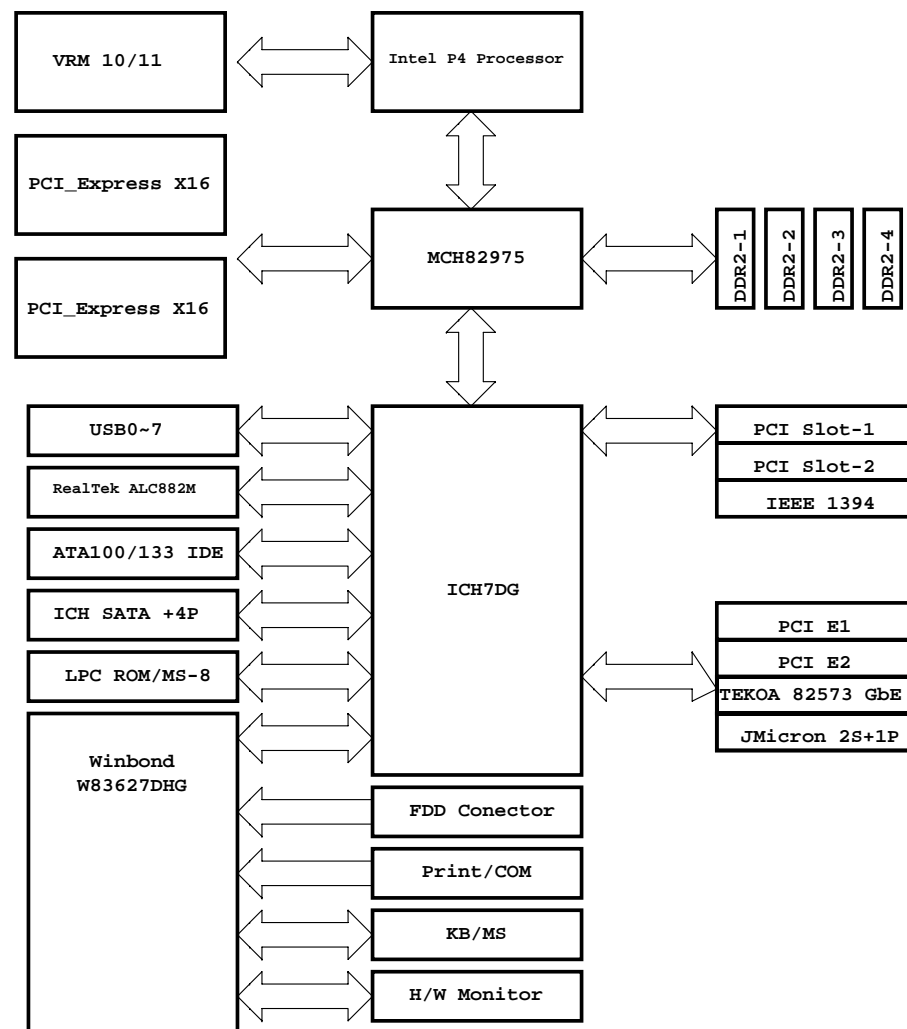 VRM 10/11
Intel P4 Processor
PCI_Express X16
MCH82975
PCI_Express X16
DDR2-1
DDR2-2
DDR2-3
DDR2-4
USB0~7
RealTek ALC882M
ATA100/133 IDE
ICH SATA +4P
LPC ROM/MS-8
Winbond
W83627DHG
ICH7DG
PCI Slot-1
PCI Slot-2
IEEE 1394
PCI E1
PCI E2
TEKOA 82573 GbE
JMicron 2S+1P
FDD Conector
Print/COM
KB/MS
H/W Monitor